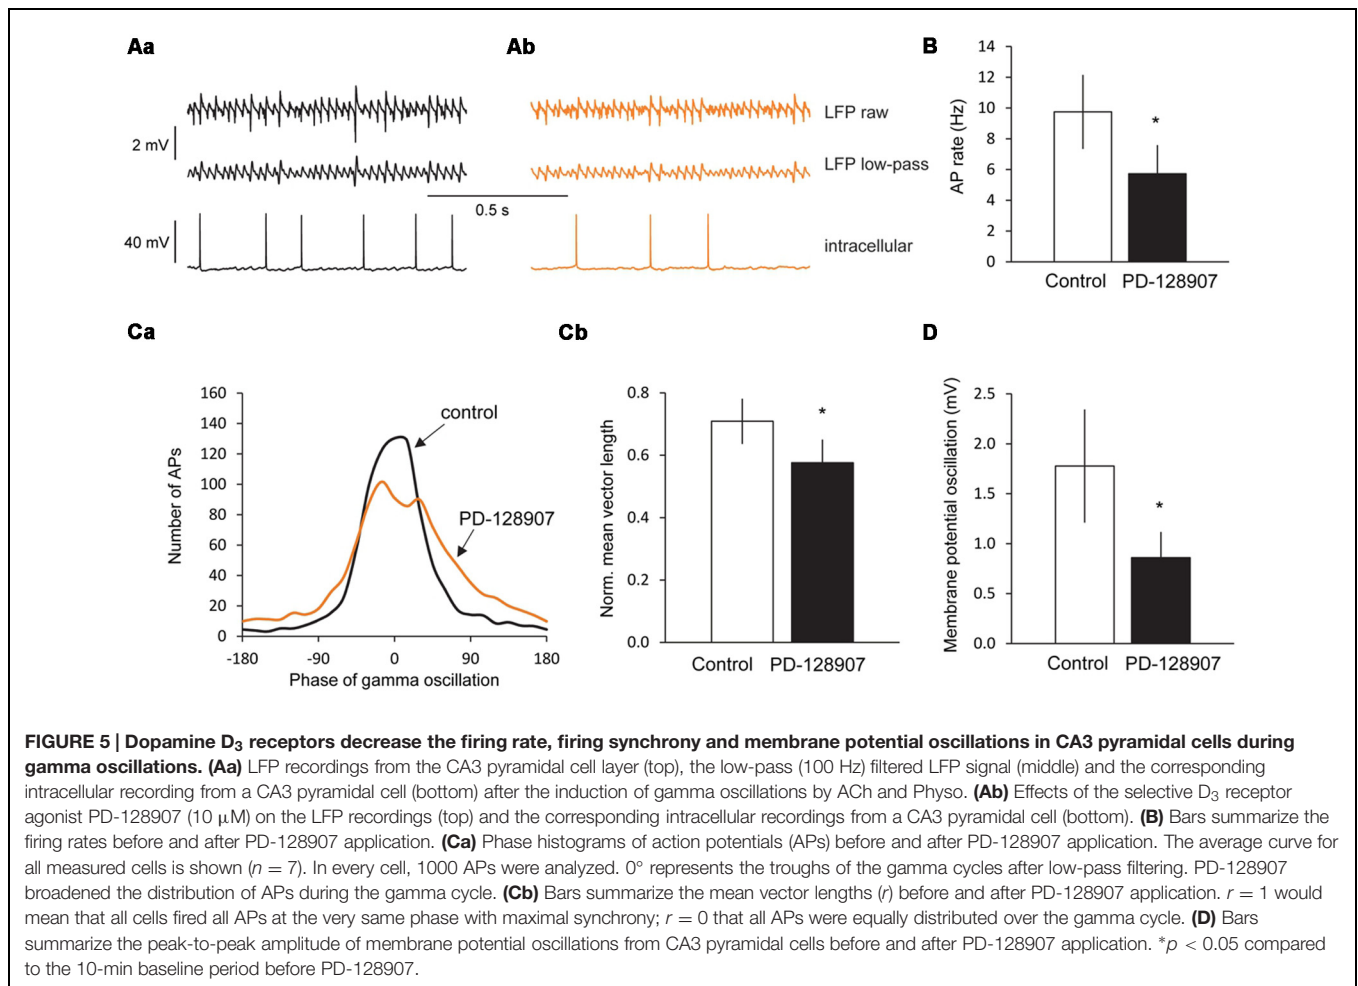 Aa
Ab
B
LFP raw
2 mV
LFP low-pass
0.5 s
40 mV
intracellular
14
12
10
8
6
4
2
0
AP rate (Hz)
*
Control PD-128907
Ca
Cb
D
160
140
120
100
80
60
40
20
0
Number of APs
control
PD-128907
-180 -90 0 90 180
Phase of gamma oscillation
0.8
0.6
0.4
0.2
0.0
Norm. mean vector length
*
Control PD-128907
2.5
2.0
1.5
1.0
0.5
0.0
Membrane potential oscillation (mV)
*
Control PD-128907
FIGURE 5 | Dopamine D3 receptors decrease the firing rate, firing synchrony and membrane potential oscillations in CA3 pyramidal cells during
gamma oscillations. (Aa) LFP recordings from the CA3 pyramidal cell layer (top), the low-pass (100 Hz) filtered LFP signal (middle) and the corresponding
intracellular recording from a CA3 pyramidal cell (bottom) after the induction of gamma oscillations by ACh and Physo. (Ab) Effects of the selective D3 receptor
agonist PD-128907 (10 μM) on the LFP recordings (top) and the corresponding intracellular recordings from a CA3 pyramidal cell (bottom). (B) Bars summarize the
firing rates before and after PD-128907 application. (Ca) Phase histograms of action potentials (APs) before and after PD-128907 application. The average curve for
all measured cells is shown (n = 7). In every cell, 1000 APs were analyzed. 0° represents the troughs of the gamma cycles after low-pass filtering. PD-128907
broadened the distribution of APs during the gamma cycle. (Cb) Bars summarize the mean vector lengths (r) before and after PD-128907 application. r = 1 would
mean that all cells fired all APs at the very same phase with maximal synchrony; r = 0 that all APs were equally distributed over the gamma cycle. (D) Bars
summarize the peak-to-peak amplitude of membrane potential oscillations from CA3 pyramidal cells before and after PD-128907 application. *p < 0.05 compared
to the 10-min baseline period before PD-128907.